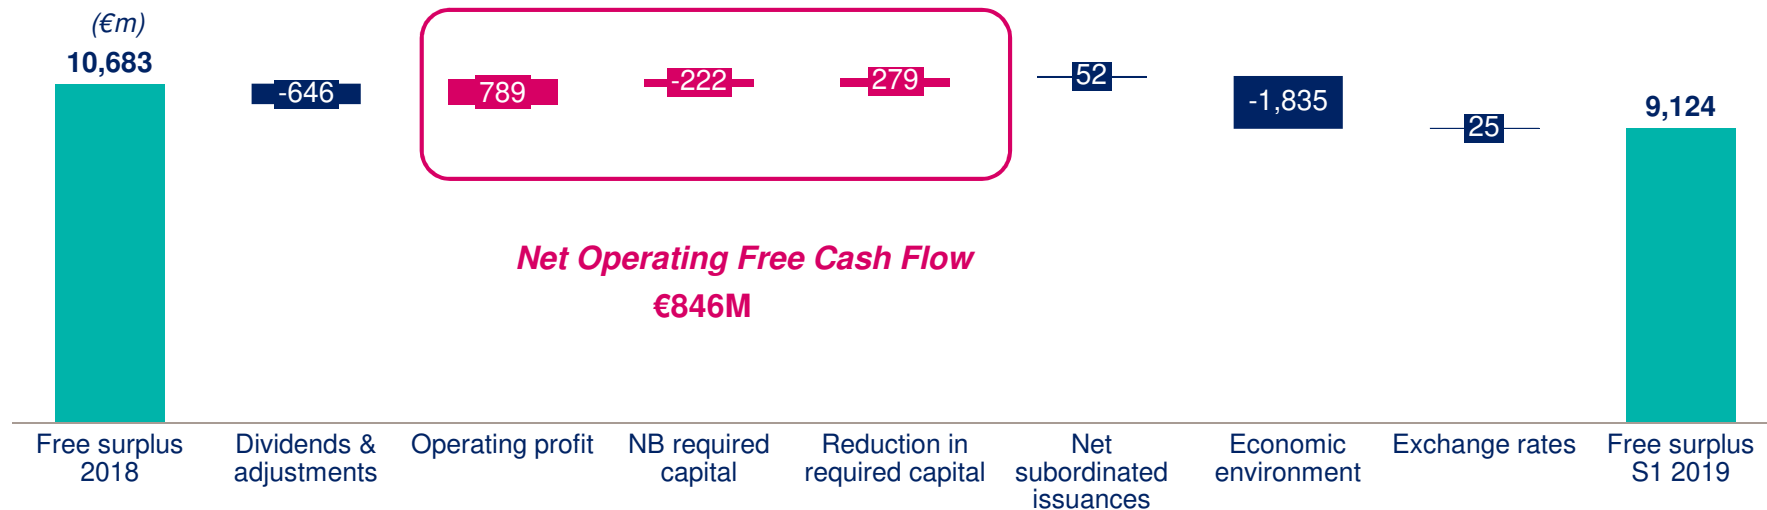 (€m)
10,683
-646
789
-222
279
52
-1,835
25
9,124
Net Operating Free Cash Flow
€846M
Free surplus
2018
Dividends &
adjustments
Operating profit
NB required
capital
Reduction in
required capital
Net
subordinated
issuances
Economic
environment
Exchange rates
Free surplus
S1 2019